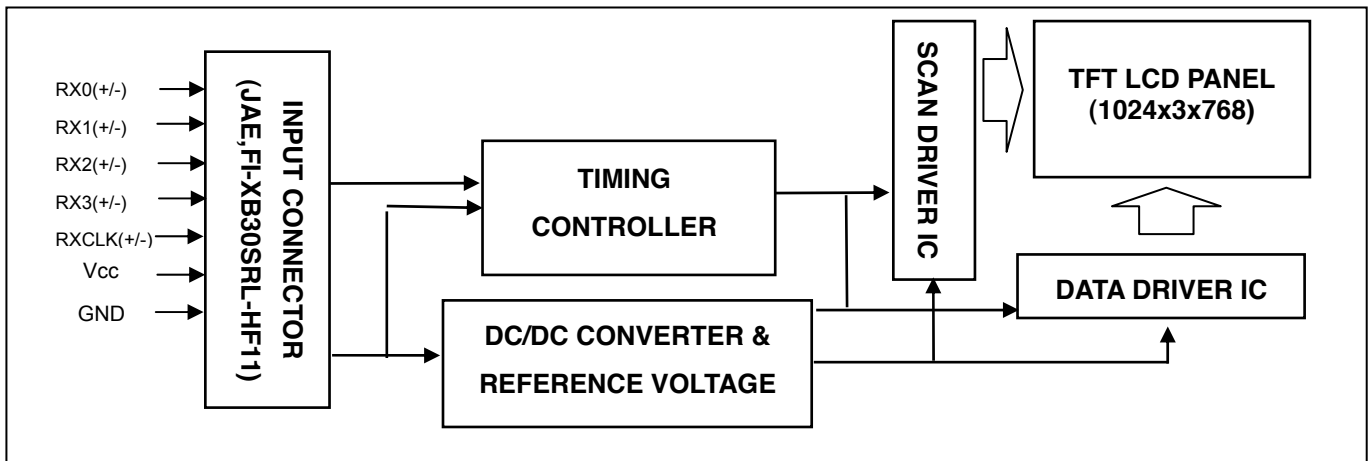 RX0(+/-)
RX1(+/-)
RX2(+/-)
RX3(+/-)
RXCLK(+/-)
Vcc
GND
INPUT CONNECTOR
(JAE,FI-XB30SRL-HF11)
TIMING
CONTROLLER
DC/DC CONVERTER &
REFERENCE VOLTAGE
SCAN DRIVER IC
TFT LCD PANEL
(1024x3x768)
DATA DRIVER IC